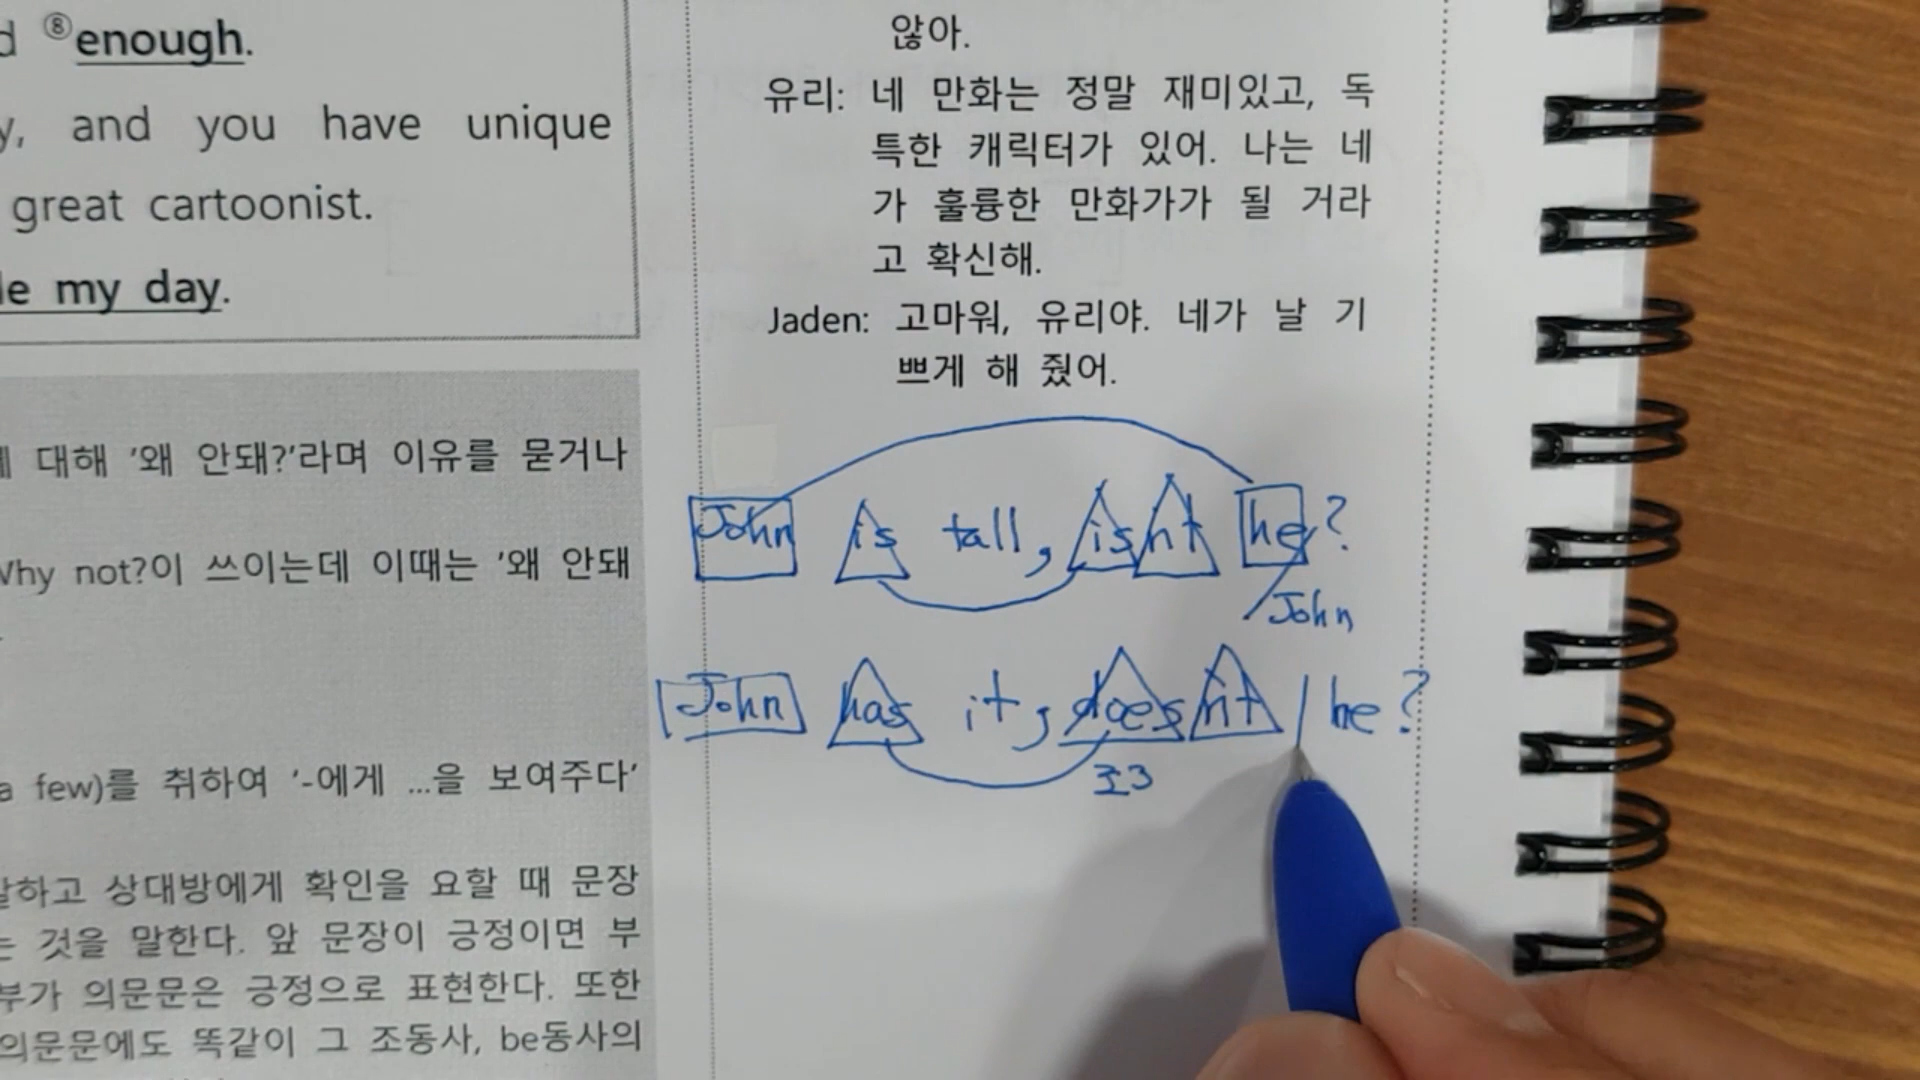 d ⑧enough.
y, and you have unique
great cartoonist.
le my day.
대해 '왜 안돼?'라며 이유를 묻거나
Why not?이 쓰이는데 이때는 '왜 안돼
a few)를 취하여 '-에게 ...을 보여주다'
말하고 상대방에게 확인을 요할 때 문장
는 것을 말한다. 앞 문장이 긍정이면 부
부가 의문문은 긍정으로 표현한다. 또한
의문문에도 똑같이 그 조동사, be동사의
않아.
유리: 네 만화는 정말 재미있고, 독
특한 캐릭터가 있어. 나는 네
가 훌륭한 만화가가 될 거라
고 확신해.
Jaden: 고마워, 유리야. 네가 날 기
쁘게 해 줬어.
John is tall, isn't he?
John
John has it, doesn't he?
조3